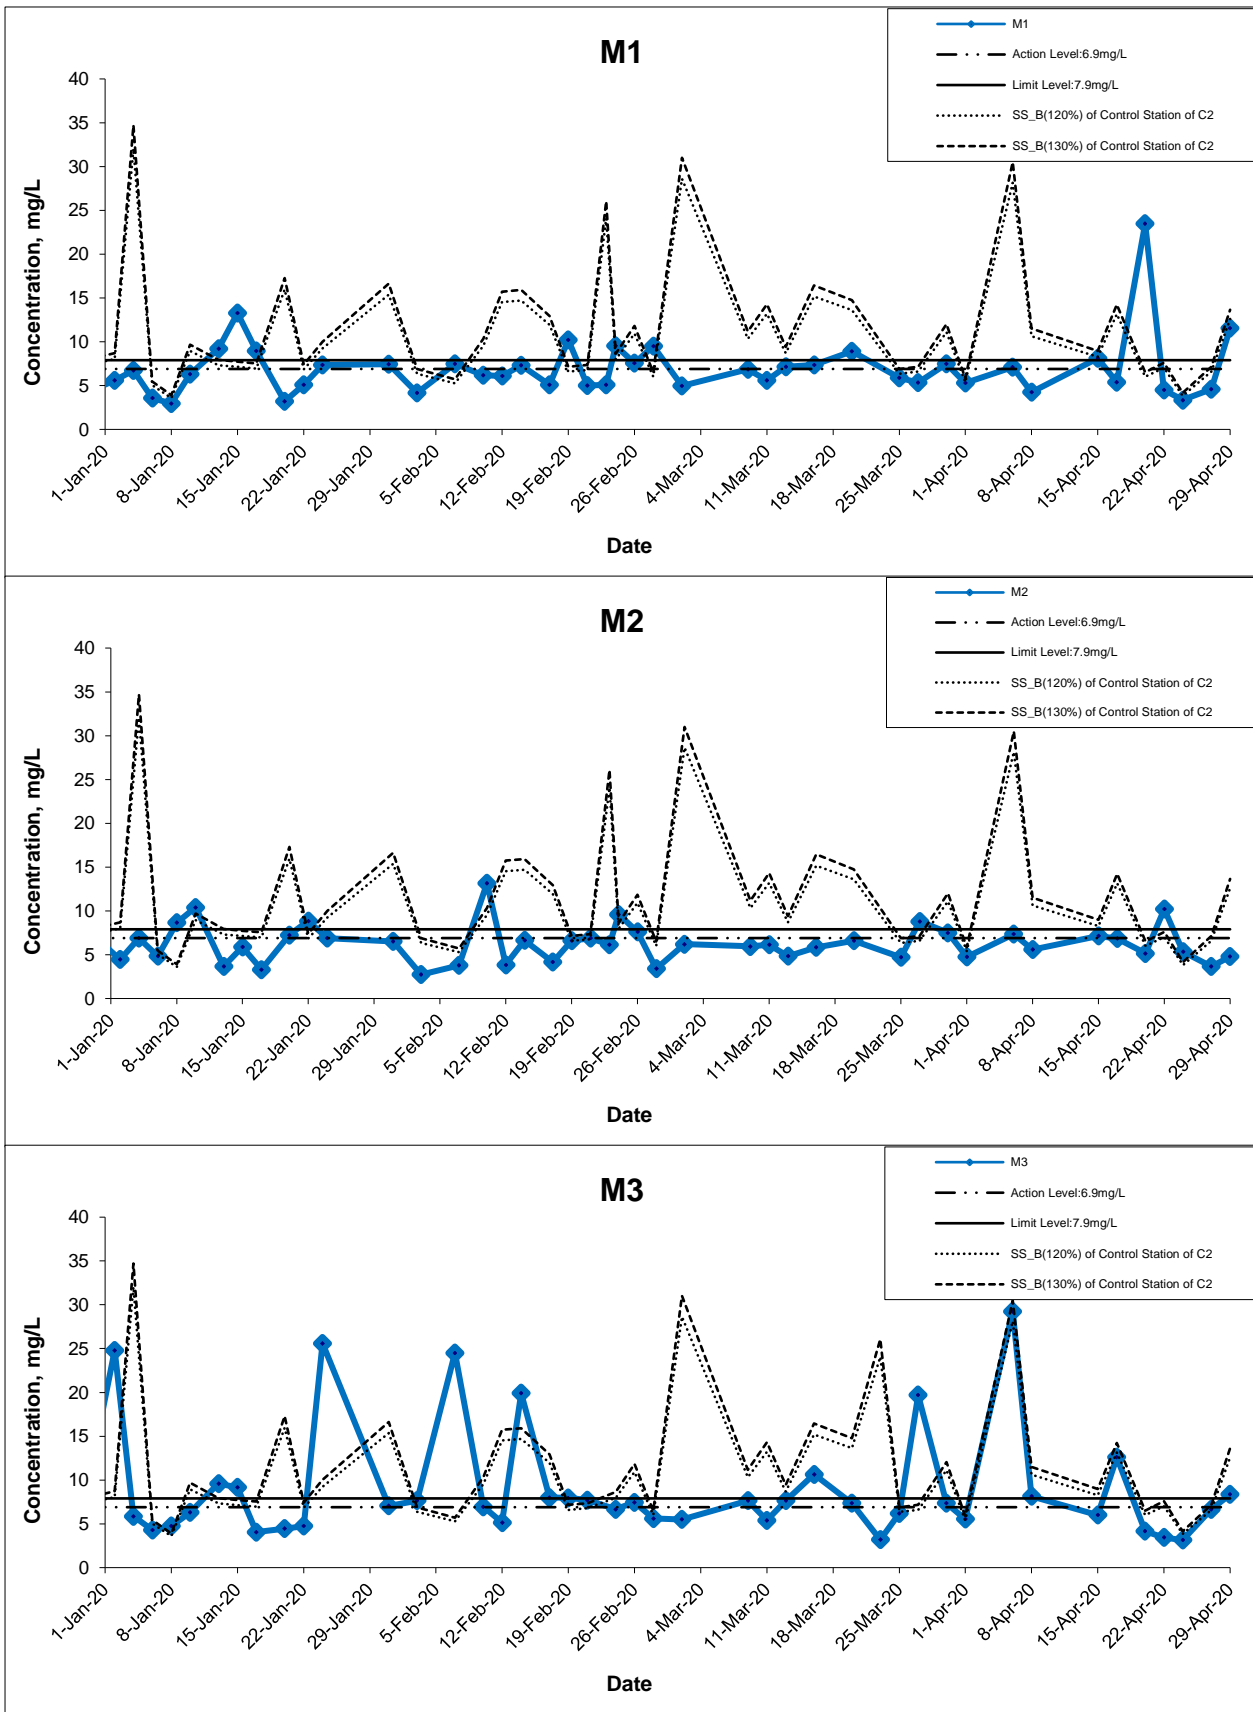 M1
M1
Action Level:6.9mg/L
Limit Level:7.9mg/L
SS_B(120%) of Control Station of C2
SS_B(130%) of Control Station of C2
Concentration, mg/L
40
35
30
25
20
15
10
5
0
1-Jan-20
8-Jan-20
15-Jan-20
22-Jan-20
29-Jan-20
5-Feb-20
12-Feb-20
19-Feb-20
26-Feb-20
4-Mar-20
11-Mar-20
18-Mar-20
25-Mar-20
1-Apr-20
8-Apr-20
15-Apr-20
22-Apr-20
29-Apr-20
Date
M2
M2
Action Level:6.9mg/L
Limit Level:7.9mg/L
SS_B(120%) of Control Station of C2
SS_B(130%) of Control Station of C2
Concentration, mg/L
40
35
30
25
20
15
10
5
0
1-Jan-20
8-Jan-20
15-Jan-20
22-Jan-20
29-Jan-20
5-Feb-20
12-Feb-20
19-Feb-20
26-Feb-20
4-Mar-20
11-Mar-20
18-Mar-20
25-Mar-20
1-Apr-20
8-Apr-20
15-Apr-20
22-Apr-20
29-Apr-20
Date
M3
M3
Action Level:6.9mg/L
Limit Level:7.9mg/L
SS_B(120%) of Control Station of C2
SS_B(130%) of Control Station of C2
Concentration, mg/L
40
35
30
25
20
15
10
5
0
1-Jan-20
8-Jan-20
15-Jan-20
22-Jan-20
29-Jan-20
5-Feb-20
12-Feb-20
19-Feb-20
26-Feb-20
4-Mar-20
11-Mar-20
18-Mar-20
25-Mar-20
1-Apr-20
8-Apr-20
15-Apr-20
22-Apr-20
29-Apr-20
Date